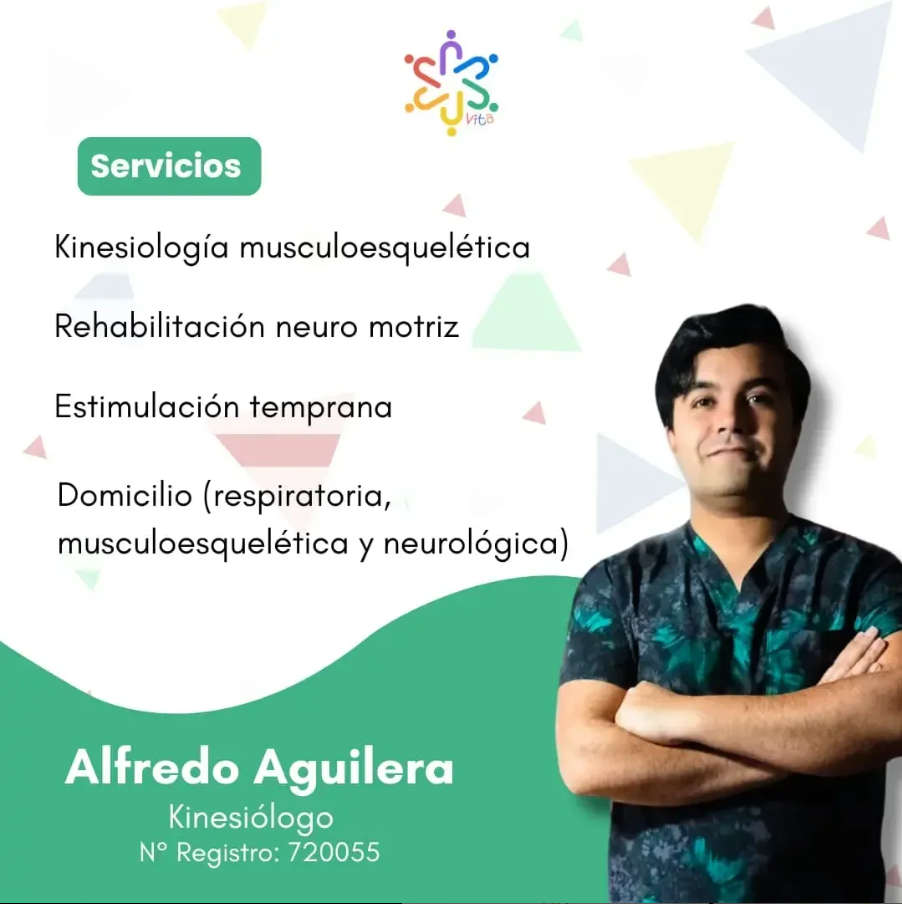 Vita
Servicios
Kinesiología musculoesquelética
Rehabilitación neuro motriz
Estimulación temprana
Domicilio (respiratoria,
musculoesquelética y neurológica)
Alfredo Aguilera
Kinesiólogo
N° Registro: 720055